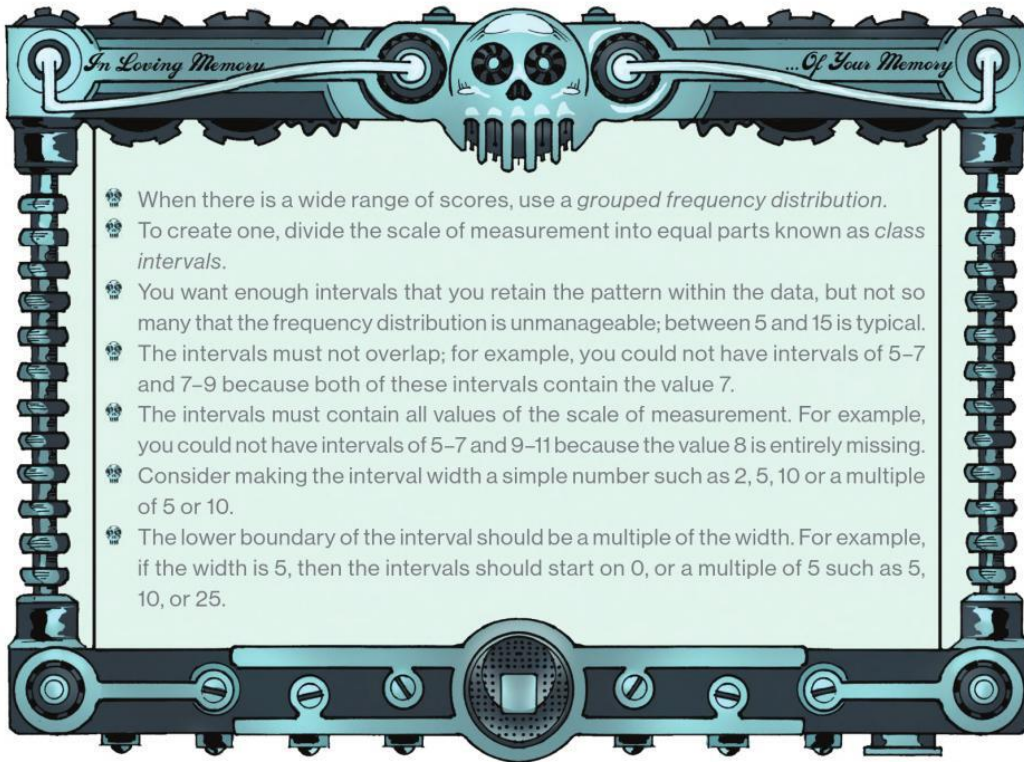 In Loving Memory
...Of Your Memory
When there is a wide range of scores, use a grouped frequency distribution.
To create one, divide the scale of measurement into equal parts known as class
intervals.
You want enough intervals that you retain the pattern within the data, but not so
many that the frequency distribution is unmanageable; between 5 and 15 is typical.
The intervals must not overlap; for example, you could not have intervals of 5–7
and 7–9 because both of these intervals contain the value 7.
The intervals must contain all values of the scale of measurement. For example,
you could not have intervals of 5–7 and 9–11 because the value 8 is entirely missing.
Consider making the interval width a simple number such as 2, 5, 10 or a multiple
of 5 or 10.
The lower boundary of the interval should be a multiple of the width. For example,
if the width is 5, then the intervals should start on 0, or a multiple of 5 such as 5,
10, or 25.